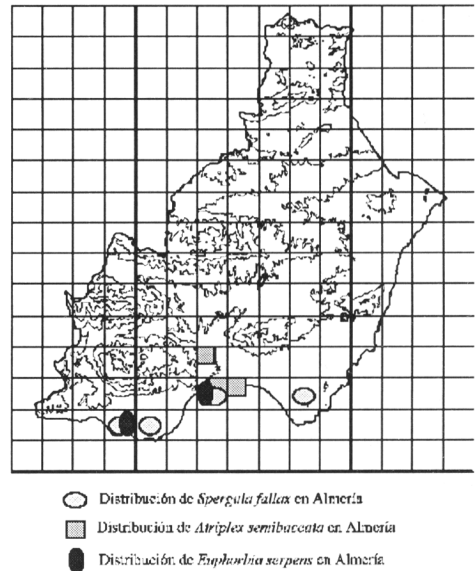 Distribución de Spergula fallax en Almería
Distribución de Atriplex semibaccata en Almería
Distribución de Euphorbia serpens en Almería